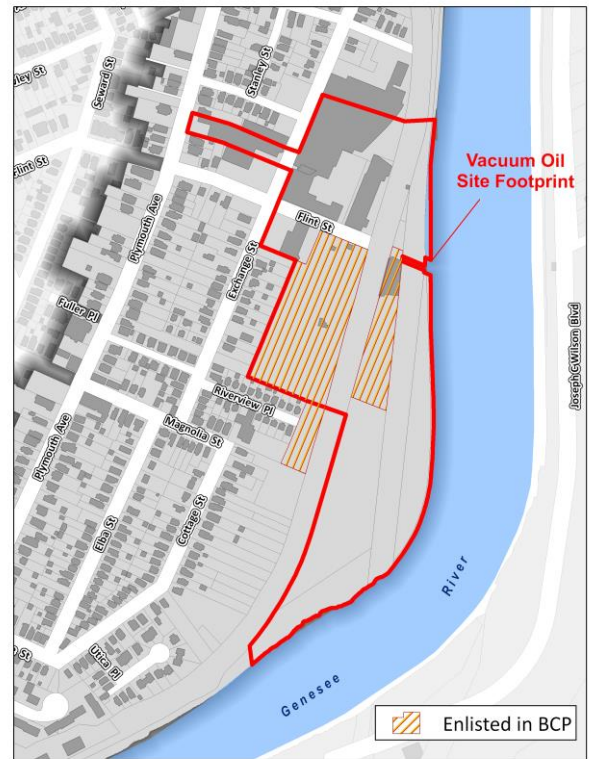 Stanley St
Seward St
Flint St
Plymouth Ave
Vacuum Oil
Site Footprint
Flint St
Exchange St
Fuller Pl
Joseph C Wilson Blvd
Riverview Pl
Magnolia St
Plymouth Ave
Elba St
Cottage St
River
Utica Pl
Genesee
Enlisted in BCP